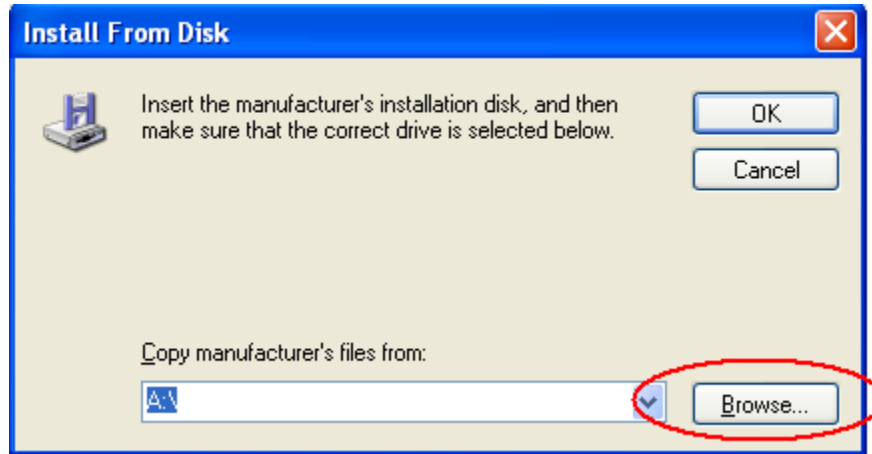 Install From Disk
Insert the manufacturer's installation disk, and then
make sure that the correct drive is selected below.
OK
Cancel
Copy manufacturer's files from:
A:\
Browse...